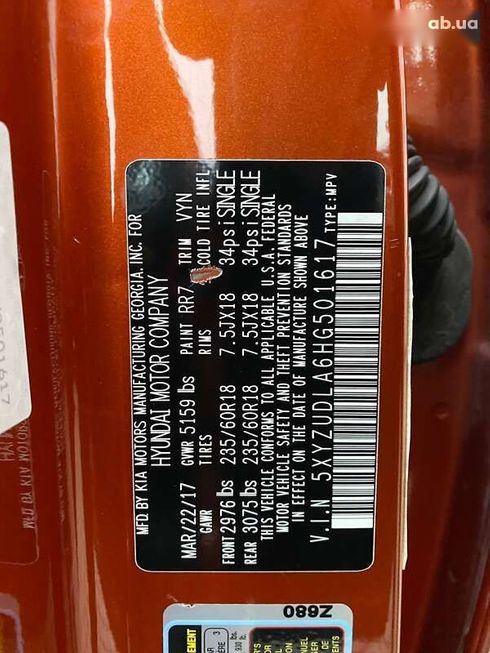 ab.ua
MFD BY KIA MOTORS MANUFACTURING GEORGIA, INC. FOR
HYUNDAI MOTOR COMPANY
MAR/22/17 GVWR 5159 lbs PAINT RR7 TRIM VYN
GAWR TIRES RIMS COLD TIRE INFL
FRONT 2976 lbs 235/60R18 7.5JX18 34psi SINGLE
REAR 3075 lbs 235/60R18 7.5JX18 34psi SINGLE
THIS VEHICLE CONFORMS TO ALL APPLICABLE U.S.A. FEDERAL
MOTOR VEHICLE SAFETY AND THEFT PREVENTION STANDARDS
IN EFFECT ON THE DATE OF MANUFACTURE SHOWN ABOVE
V.I.N 5XYZUDLA6HG501617 TYPE: MPV
Z680